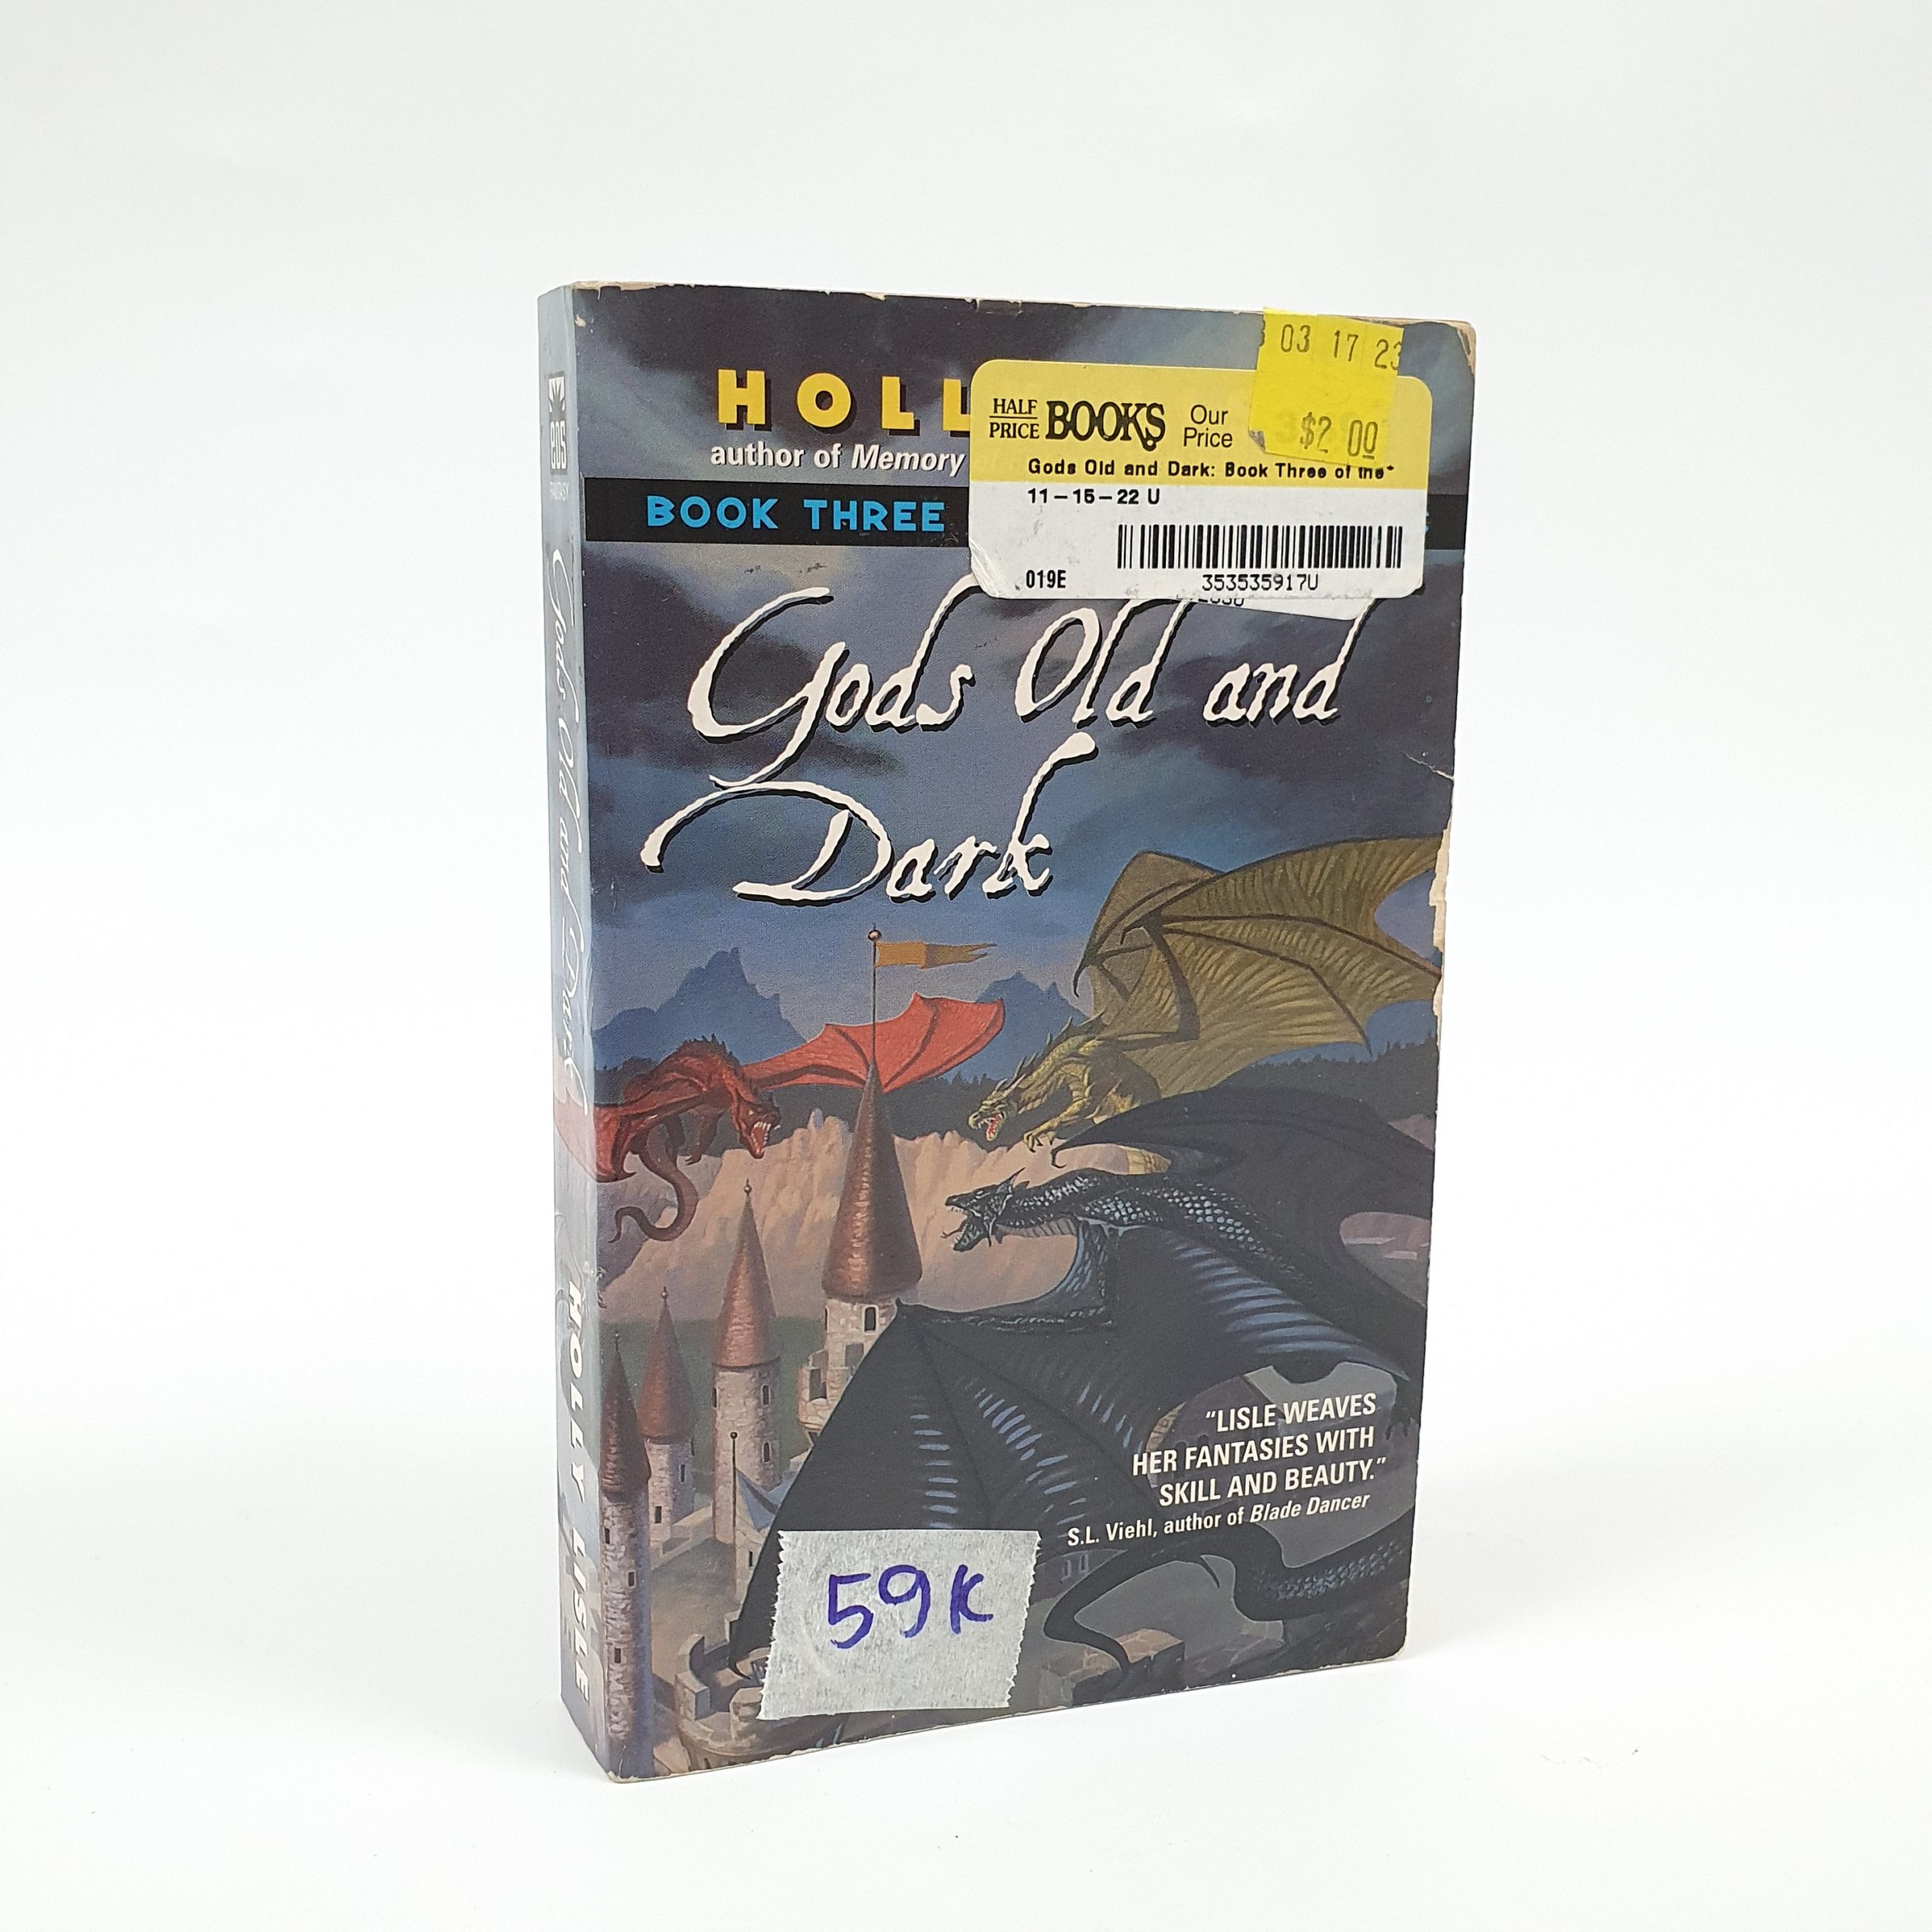 HOLL
author of Memory
BOOK THREE
03 17 23
HALF PRICE BOOKS Our Price
$2 00
Gods Old and Dark: Book Three of the*
11-15-22 U
019E
353535917U
Gods Old and
Dark
"LISLE WEAVES
HER FANTASIES WITH
SKILL AND BEAUTY."
S.L. Viehl, author of Blade Dancer
59K
EOS
FANTASY
Gods Old and Dark
HOLLY LISLE